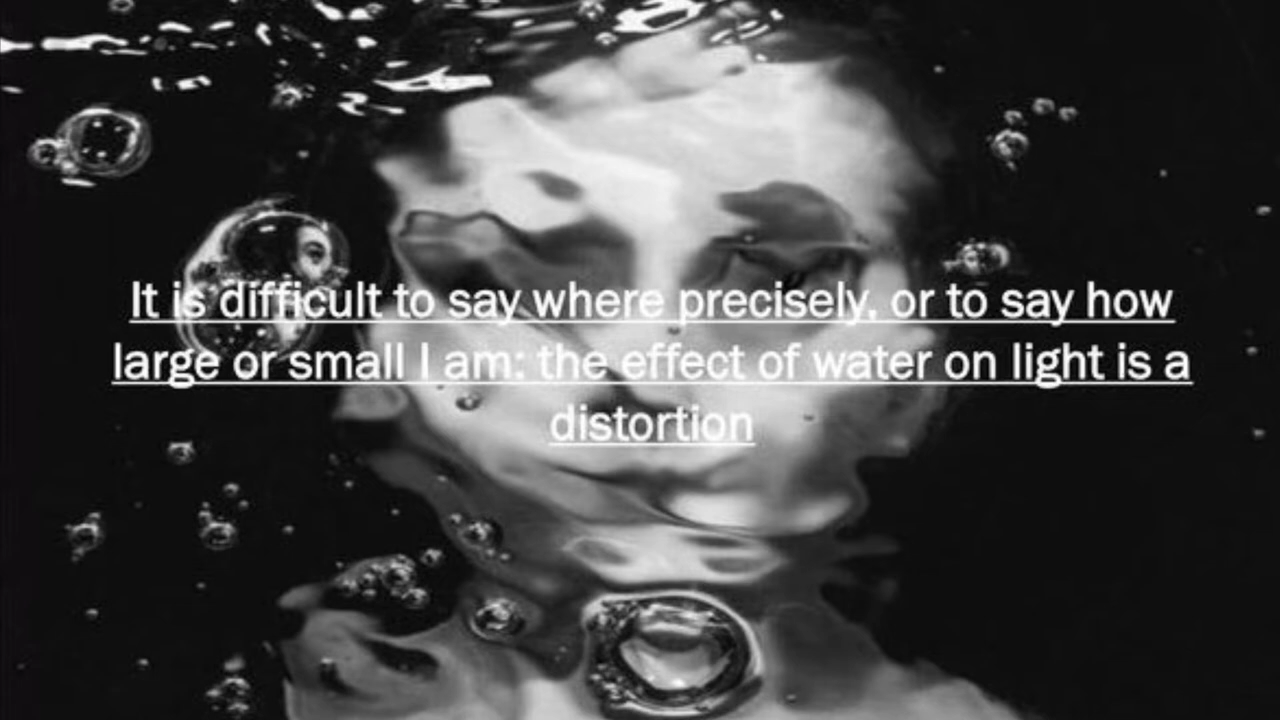 It is difficult to say where precisely, or to say how
large or small I am: the effect of water on light is a
distortion